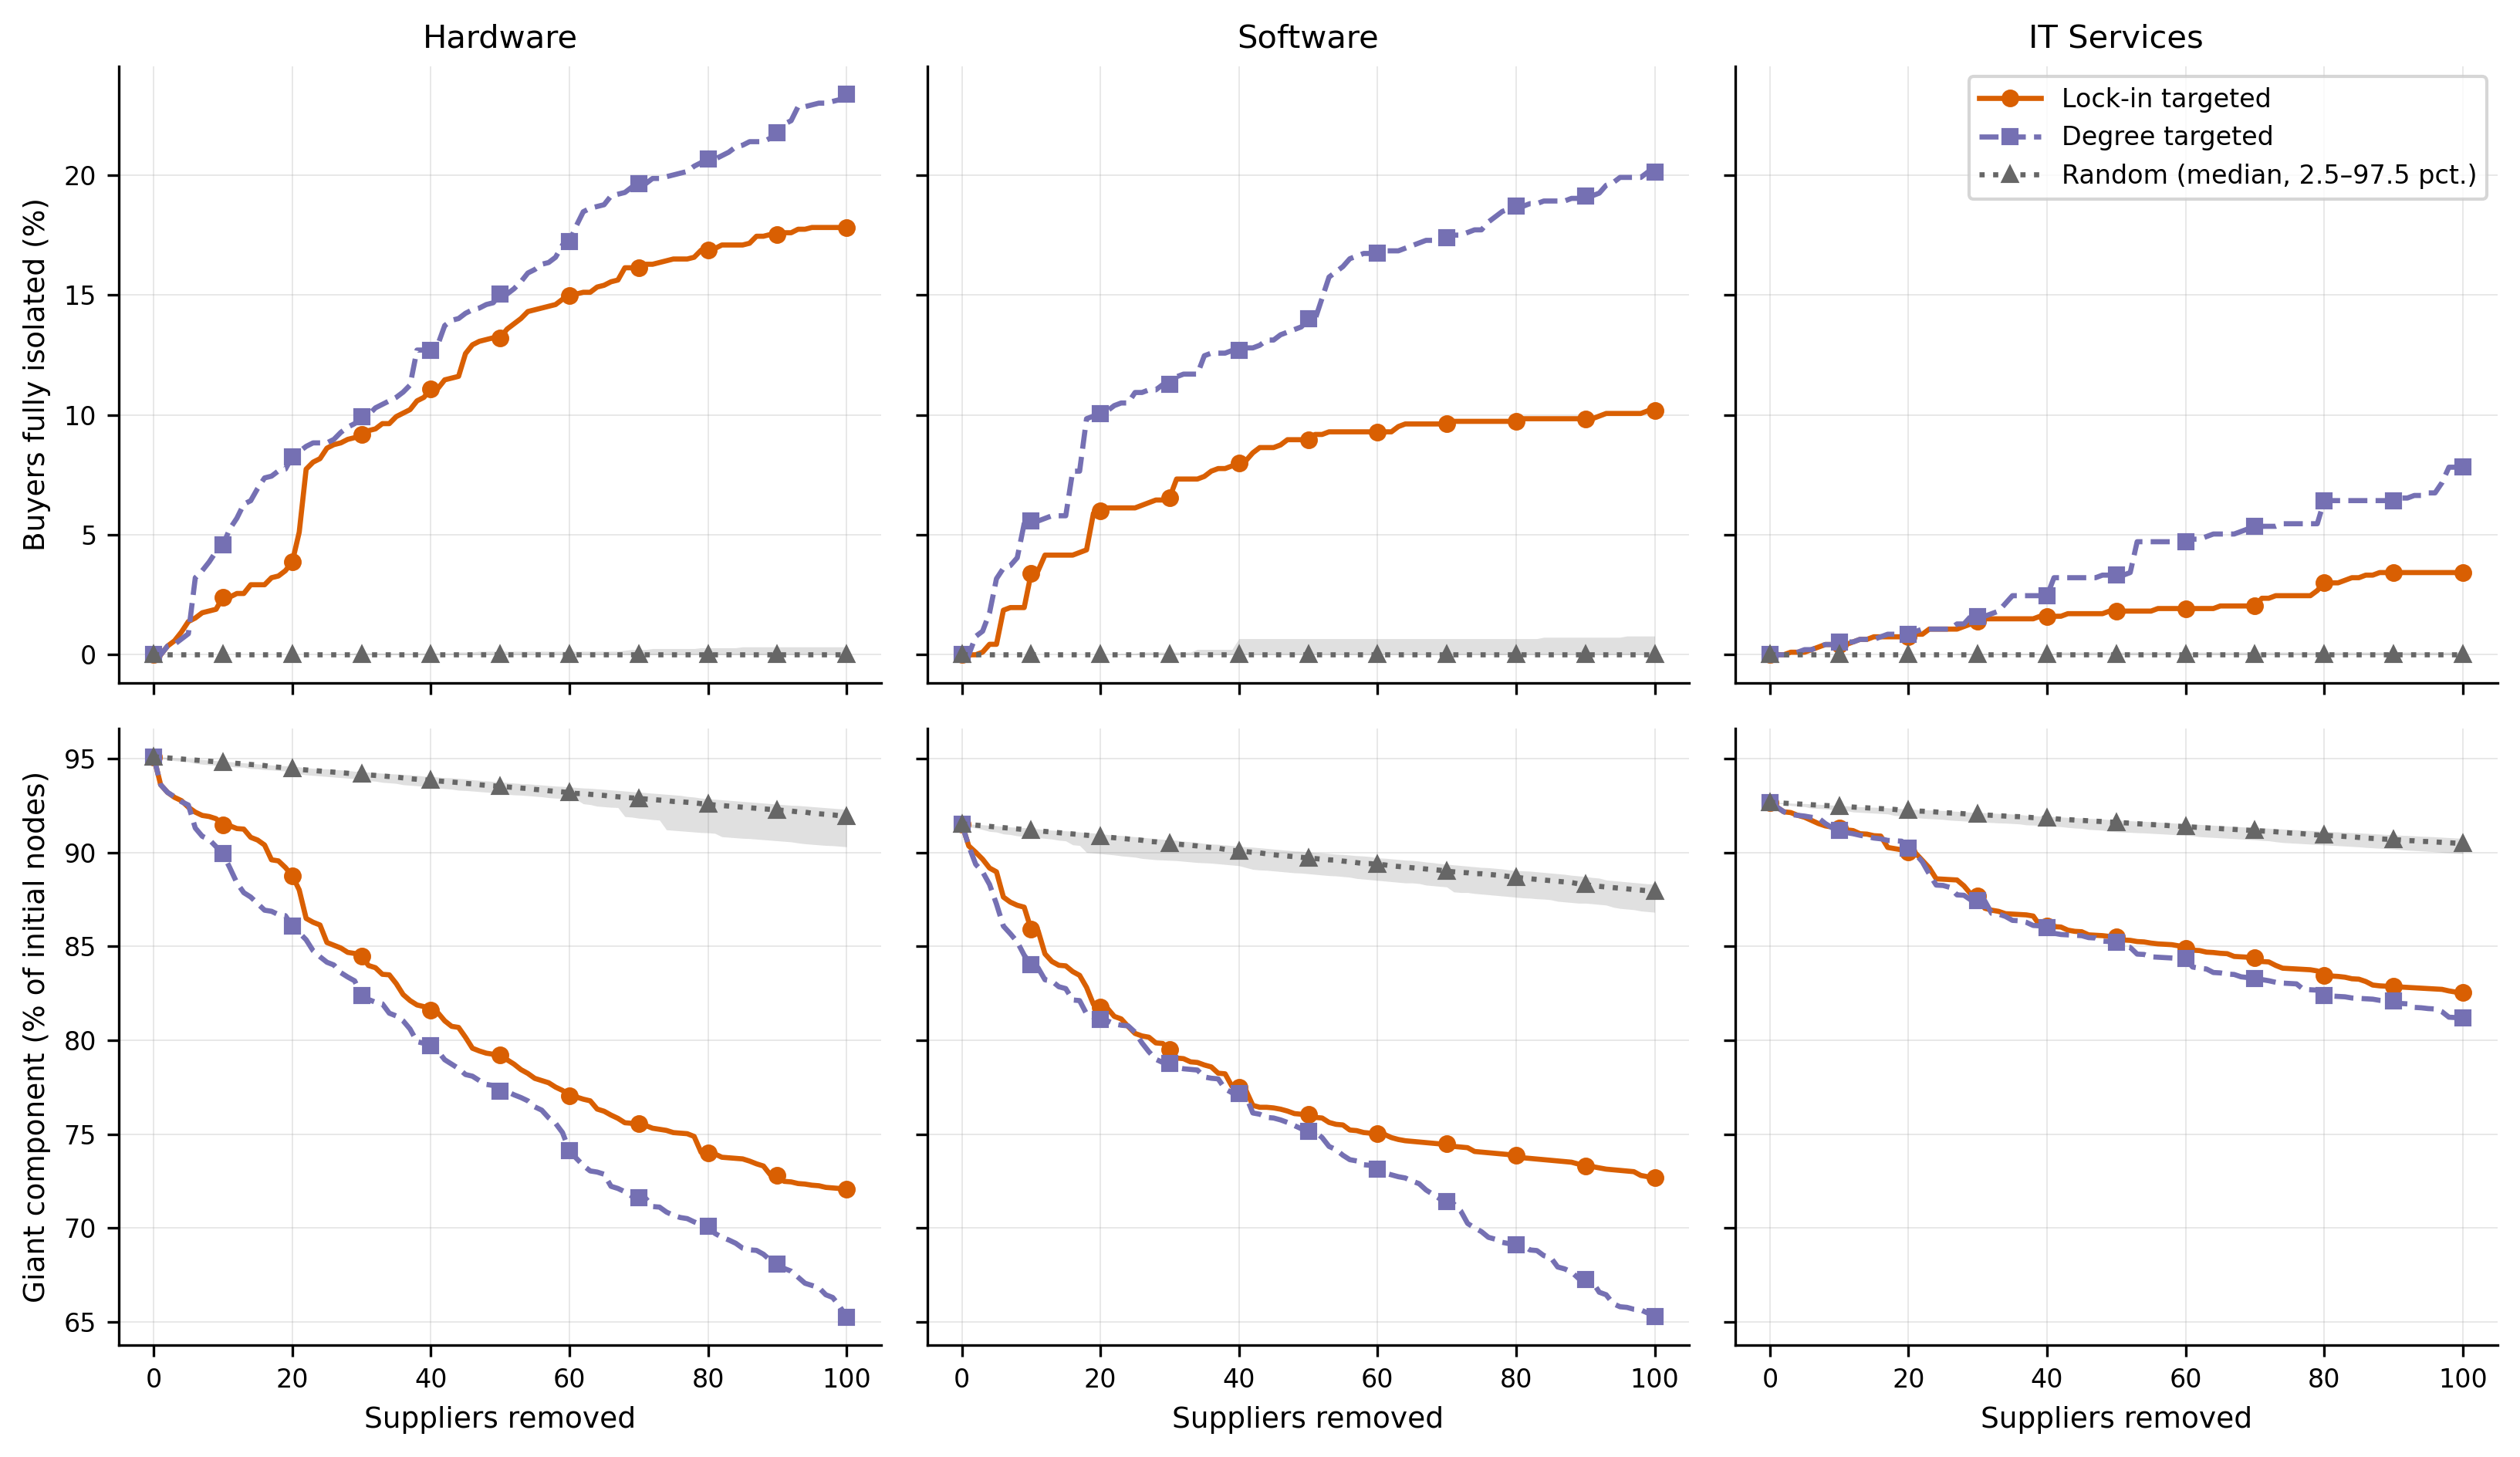 Hardware
Software
IT Services
Lock-in targeted
Degree targeted
Random (median, 2.5–97.5 pct.)
Buyers fully isolated (%)
20
15
10
5
0
Giant component (% of initial nodes)
95
90
85
80
75
70
65
0 20 40 60 80 100
0 20 40 60 80 100
0 20 40 60 80 100
Suppliers removed
Suppliers removed
Suppliers removed